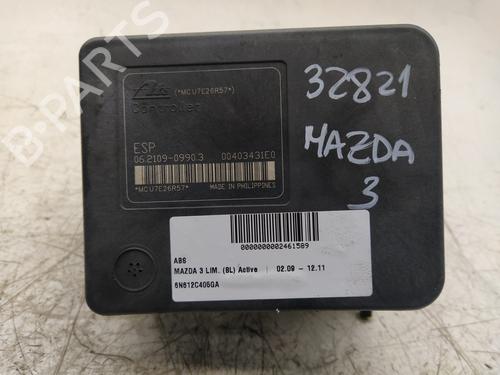 Ate (*MCU7E26R57*)
Controller
ESP
06.2109-0990.3 00403431E0
*MCU7E26R57* MADE IN PHILIPPINES
32821
MAZDA
3
0000000002461589
ABS
MAZDA 3 LIM. (BL) Active | 02.09 - 12.11
6N612C405GA
B-PARTS